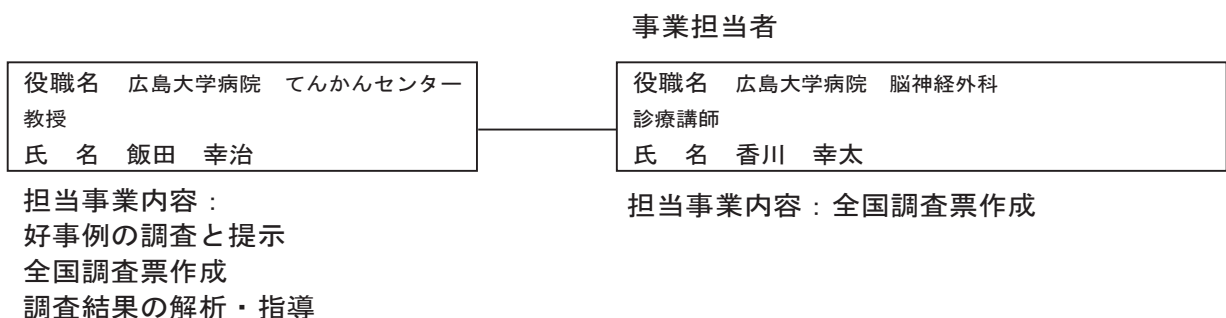 事業担当者
役職名　広島大学病院　てんかんセンター
教授
氏　名　飯田　幸治
役職名　広島大学病院　脳神経外科
診療講師
氏　名　香川　幸太
担当事業内容：
好事例の調査と提示
全国調査票作成
調査結果の解析・指導
担当事業内容：全国調査票作成